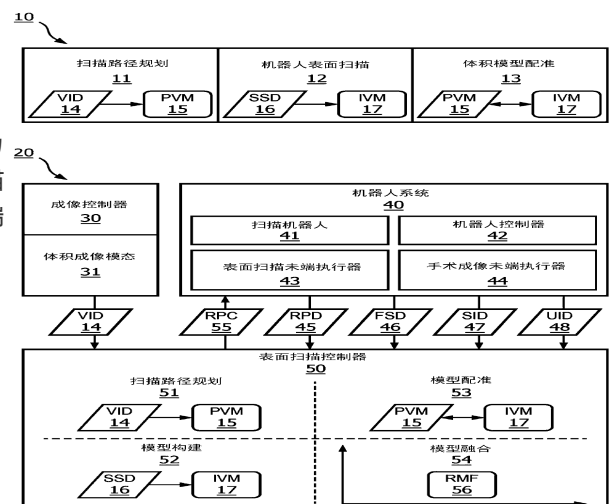 10
扫描路径规划
11
机器人表面扫描
12
体积模型配准
13
VID
14
PVM
15
SSD
16
IVM
17
PVM
15
IVM
17
20
成像控制器
30
体积成像模态
31
机器人系统
40
扫描机器人
41
机器人控制器
42
表面扫描末端执行器
43
手术成像末端执行器
44
VID
14
RPC
55
RPD
45
FSD
46
SID
47
UID
48
表面扫描控制器
50
扫描路径规划
51
VID
14
PVM
15
模型配准
53
PVM
15
IVM
17
模型构建
52
SSD
16
IVM
17
模型融合
54
RMF
56